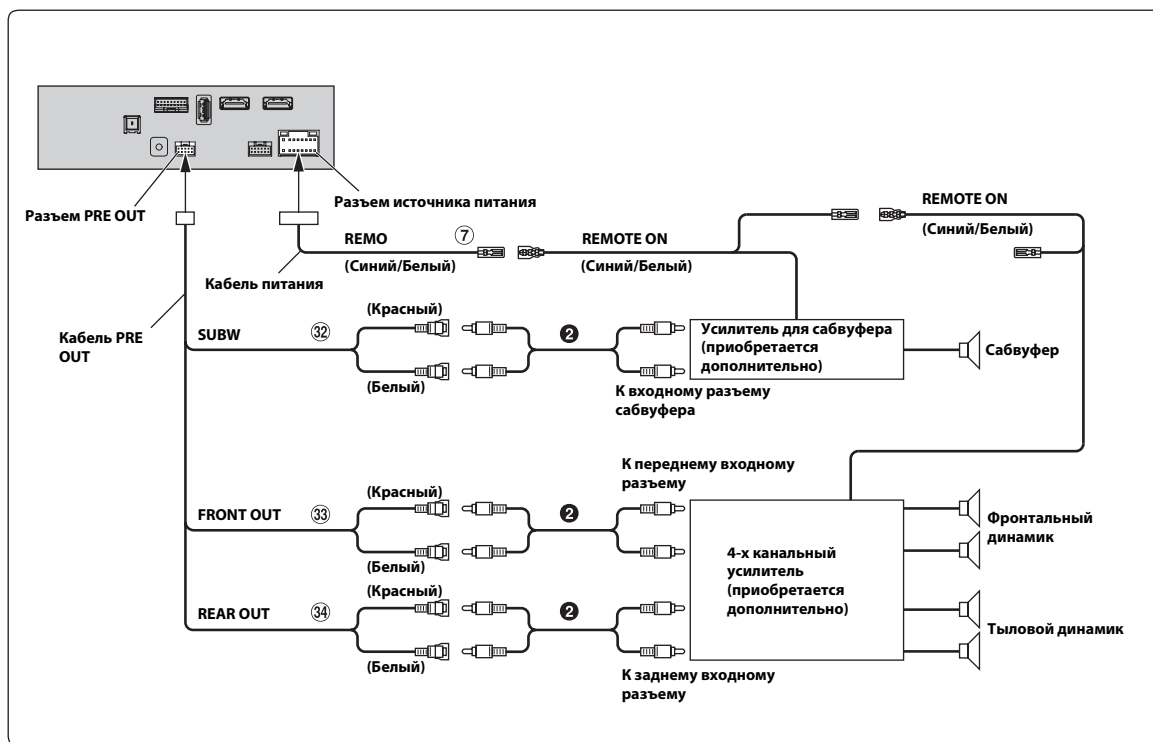 REMOTE ON
(Синий/Белый)
Разъем PRE OUT
Разъем источника питания
REMO
⑦
REMOTE ON
(Синий/Белый)
(Синий/Белый)
Кабель питания
Кабель PRE
OUT
SUBW
㉜
(Красный)
(Белый)
❷
Усилитель для сабвуфера
(приобретается
дополнительно)
Сабвуфер
К входному разъему
сабвуфера
К переднему входному
разъему
FRONT OUT
㉝
(Красный)
(Белый)
❷
4-х канальный
усилитель
(приобретается
дополнительно)
Фронтальный
динамик
REAR OUT
㉞
(Красный)
(Белый)
❷
Тыловой динамик
К заднему входному
разъему